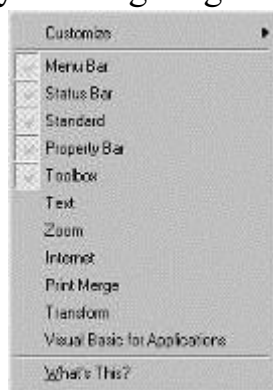 Customize
Menu Bar
Status Bar
Standard
Property Bar
Toolbox
Text
Zoom
Internet
Print Merge
Transform
Visual Basic for Applications
What's This?